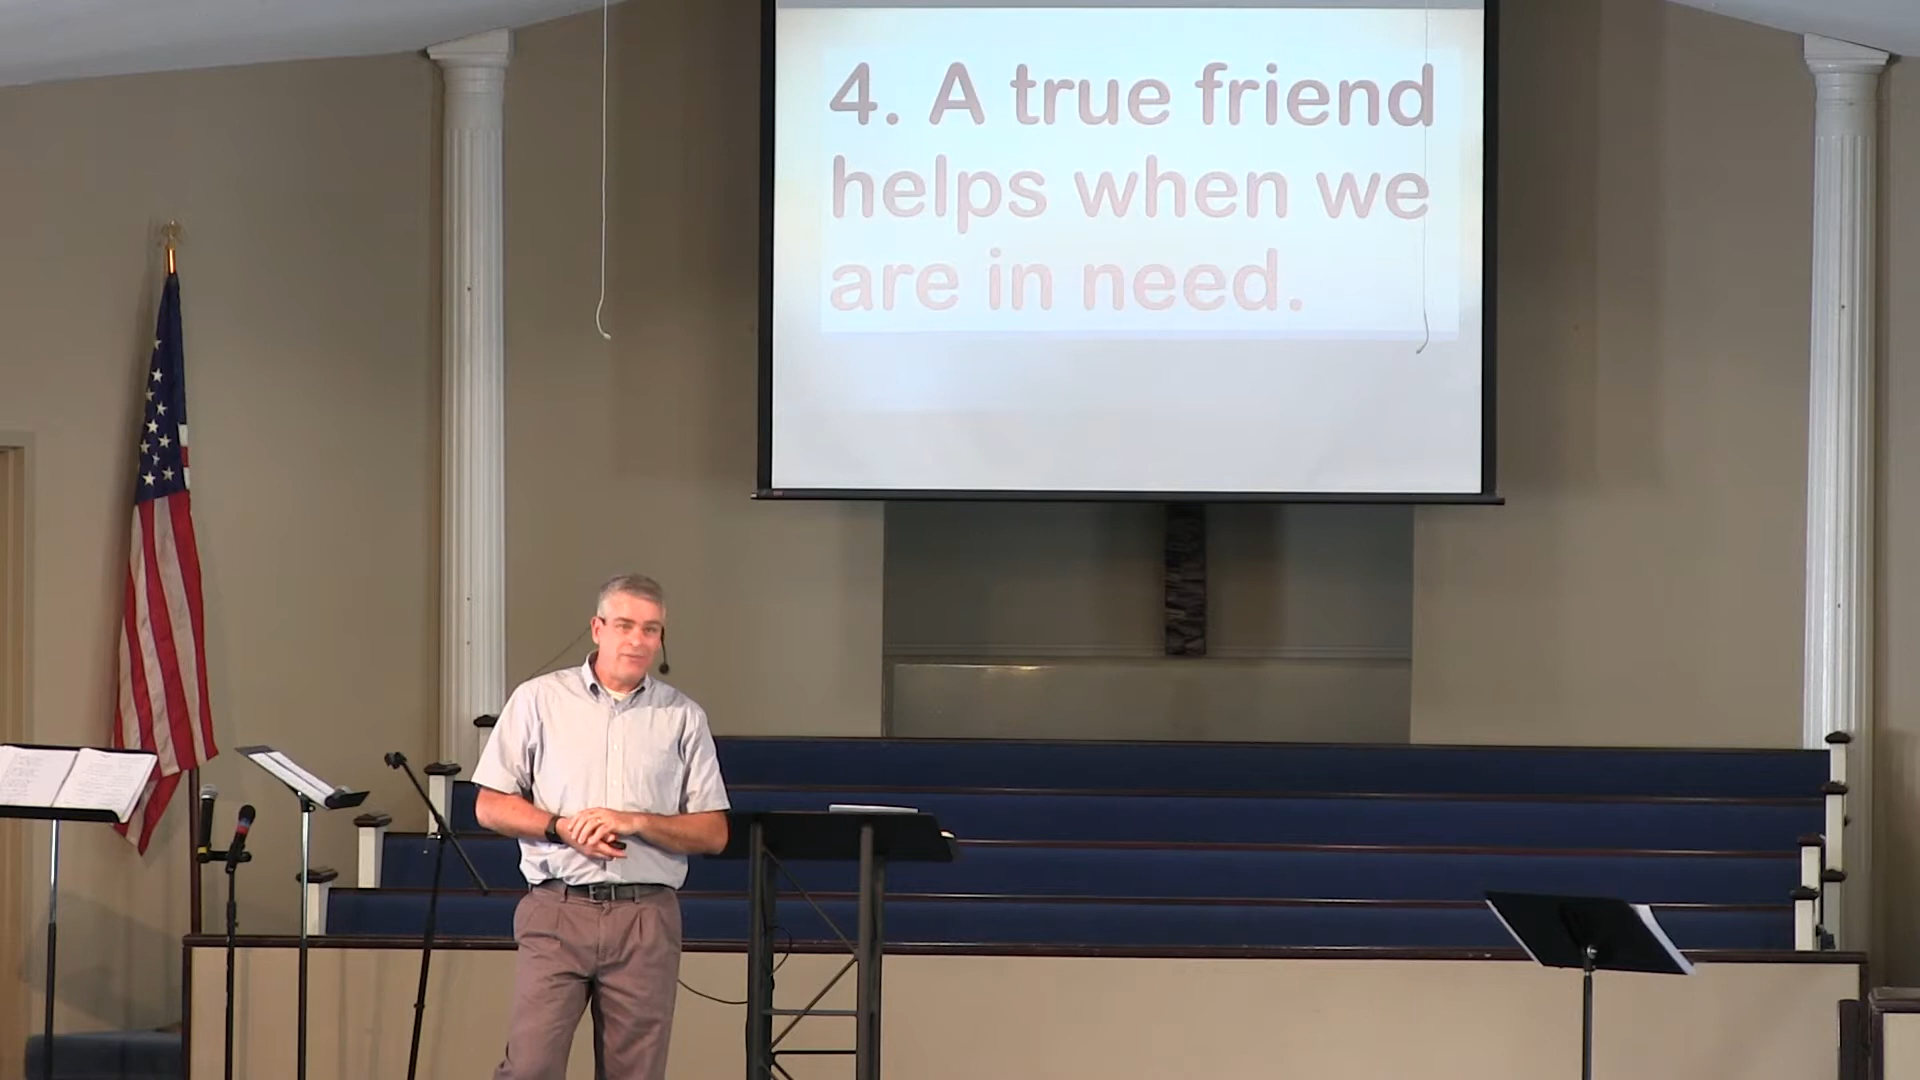 4. A true friend
helps when we
are in need.